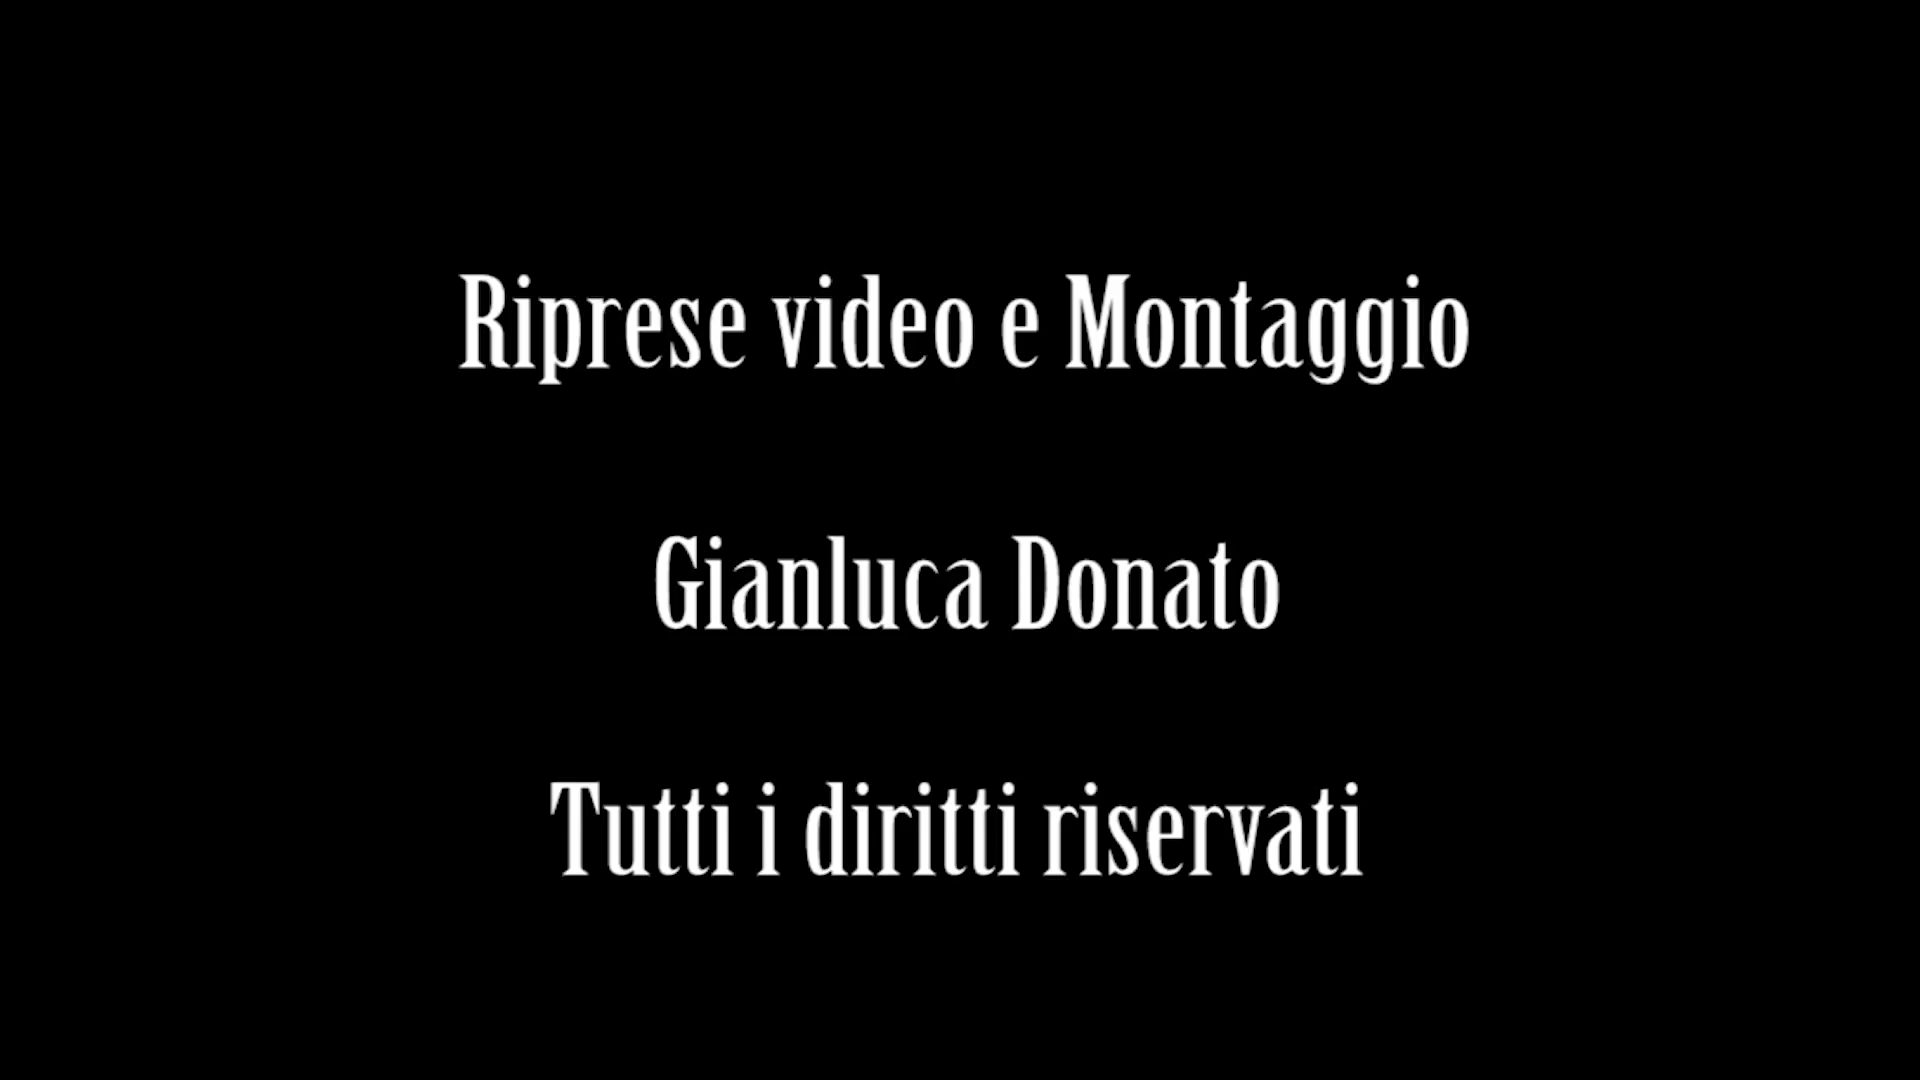 Riprese video e Montaggio
Gianluca Donato
Tutti i diritti riservati